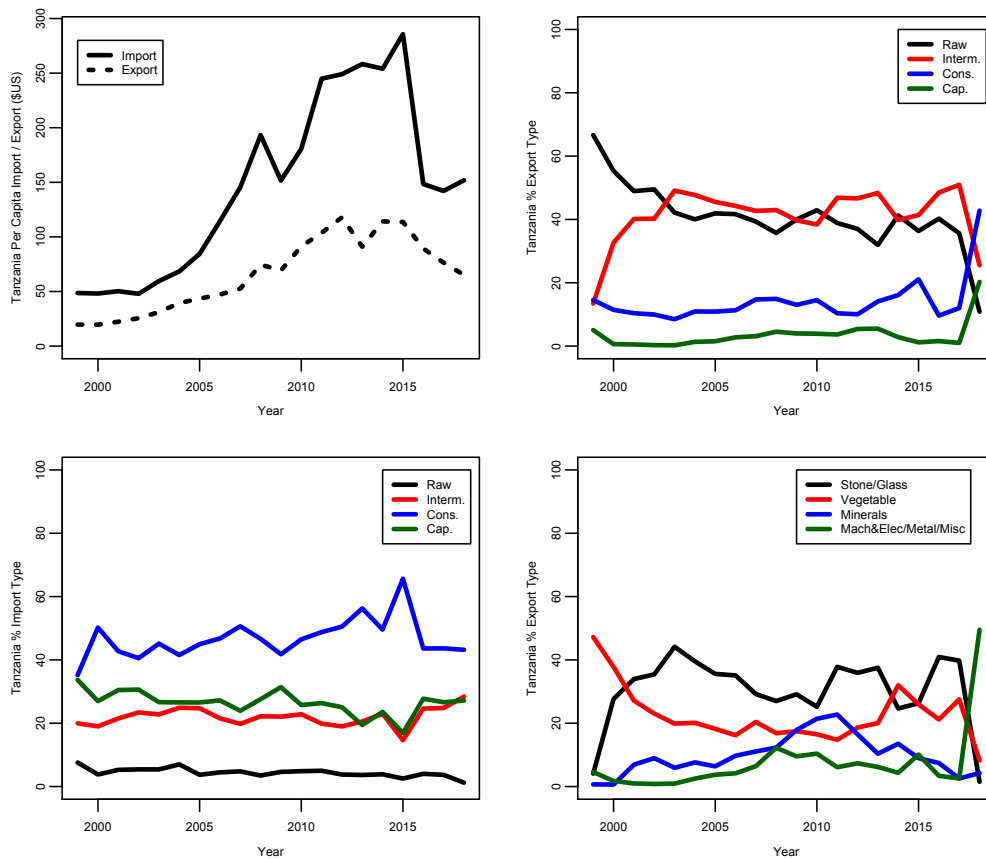 Tanzania Per Capita Import / Export ($US)
300
250
200
150
100
50
0
Import
Export
2000 2005 2010 2015
Year
Tanzania % Export Type
100
80
60
40
20
0
Raw
Interm.
Cons.
Cap.
2000 2005 2010 2015
Year
Tanzania % Import Type
100
80
60
40
20
0
Raw
Interm.
Cons.
Cap.
2000 2005 2010 2015
Year
Tanzania % Export Type
100
80
60
40
20
0
Stone/Glass
Vegetable
Minerals
Mach&Elec/Metal/Misc
2000 2005 2010 2015
Year